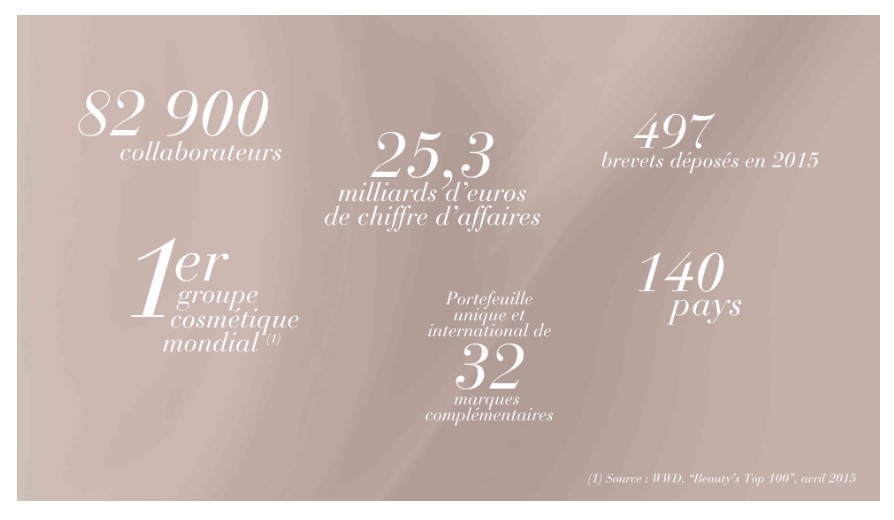 82 900
collaborateurs
25,3
milliards d'euros
de chiffre d'affaires
497
brevets déposés en 2015
1er
groupe
cosmétique
mondial (1)
Portefeuille
unique et
international de
32
marques
complémentaires
140
pays
(1) Source : WWD, “Beauty's Top 100”, avril 2015